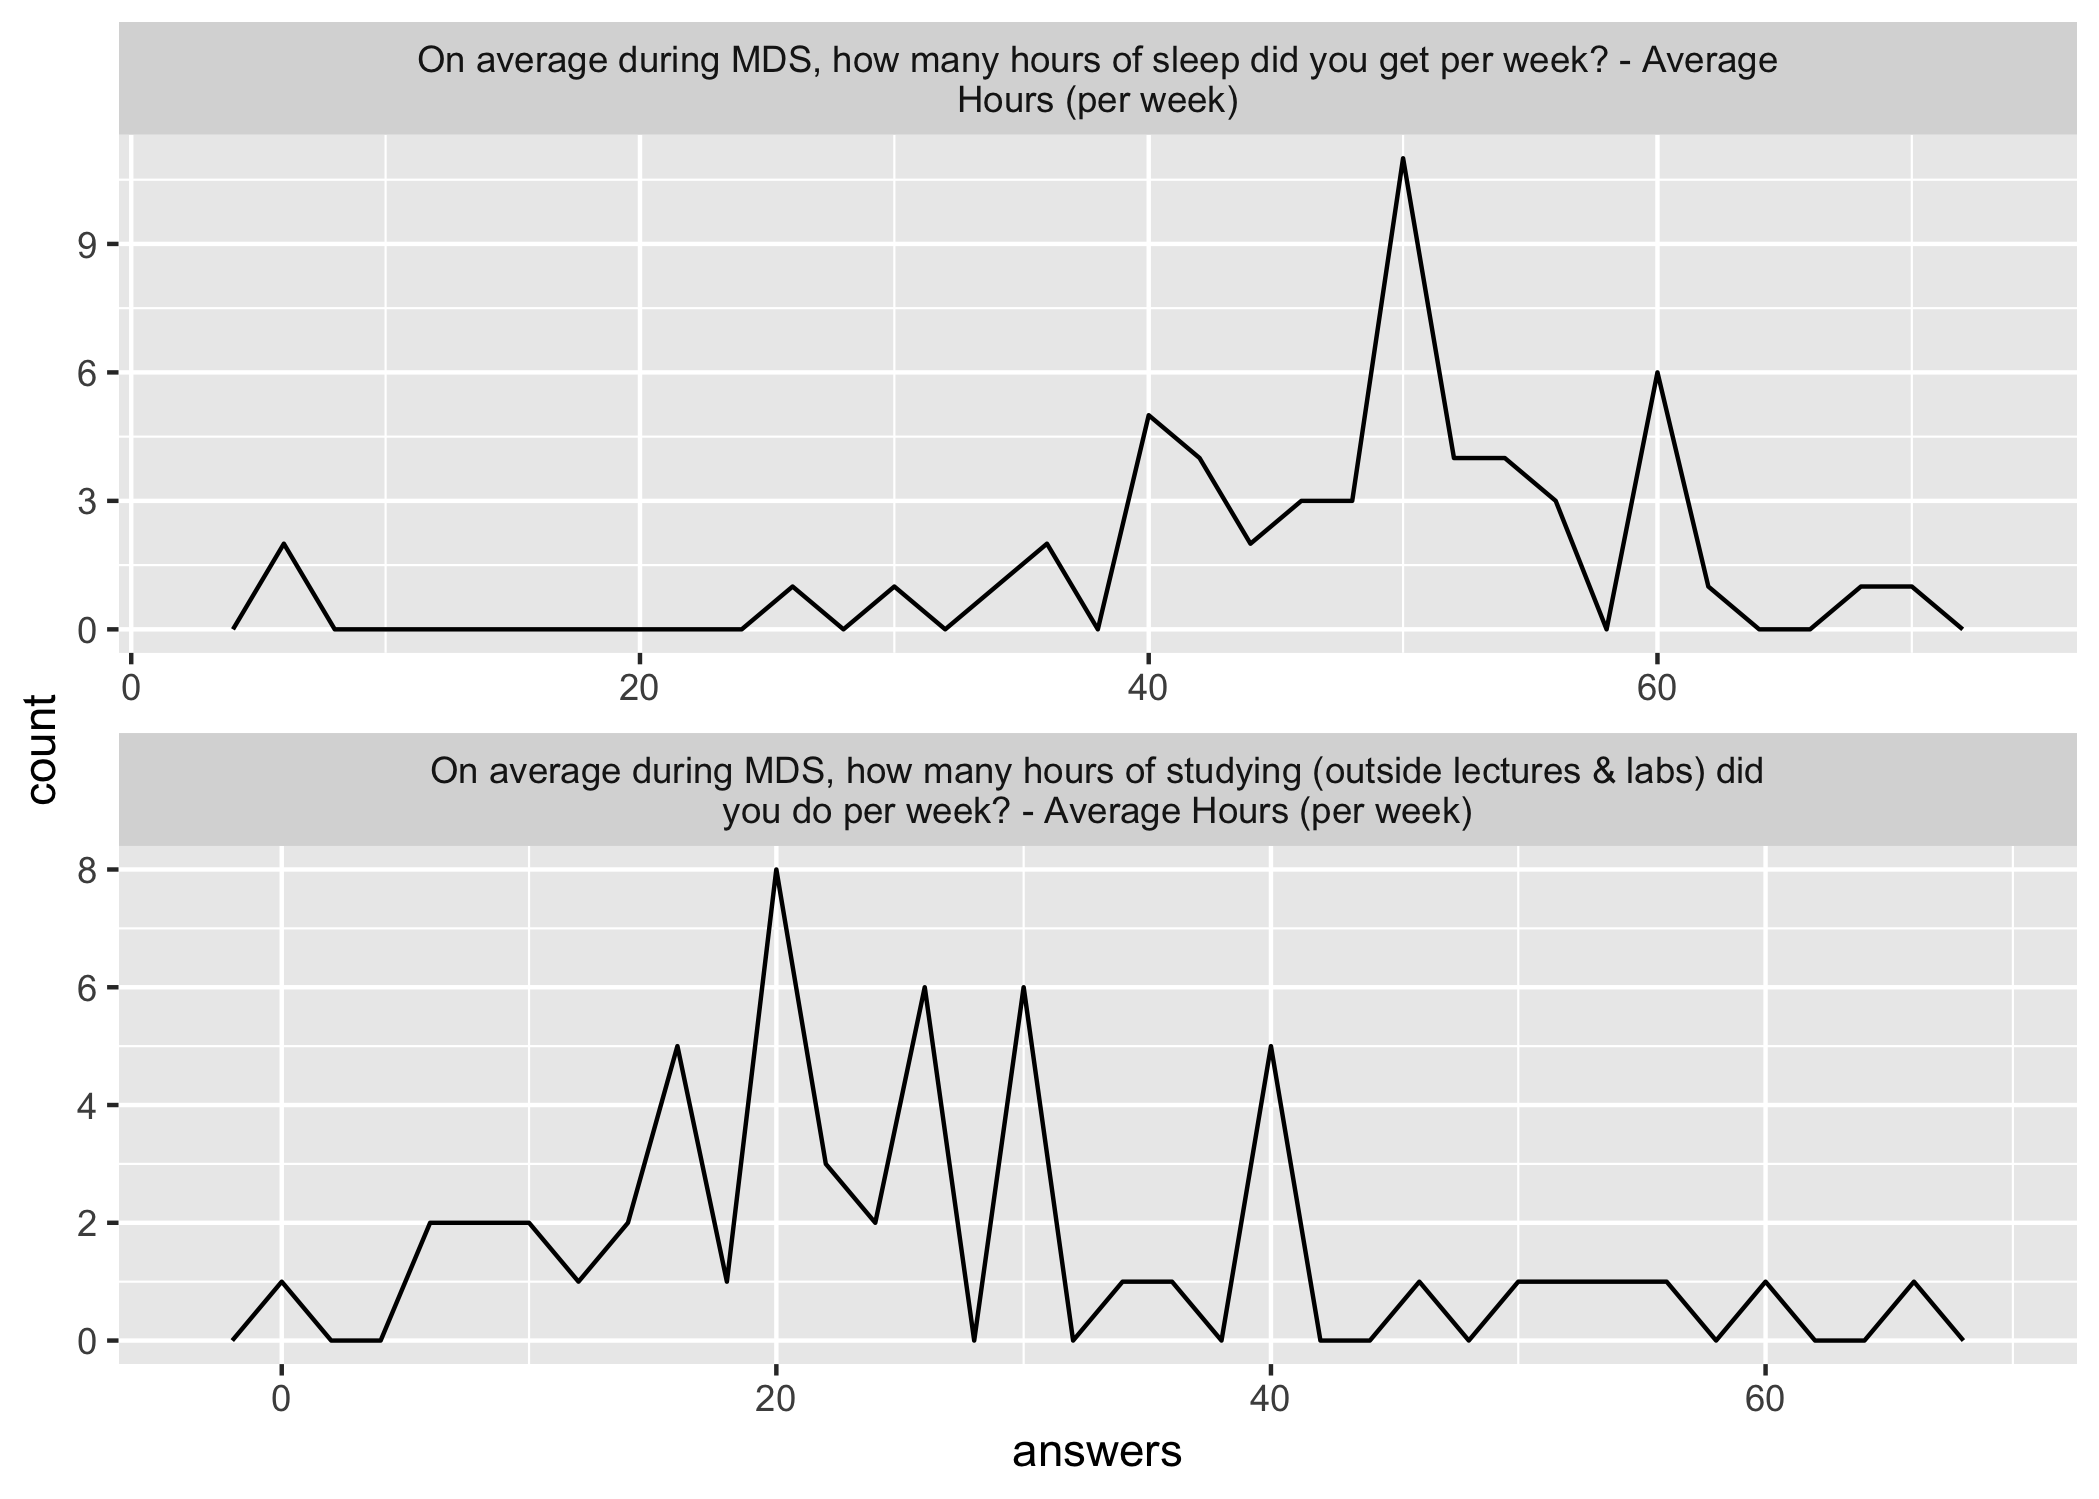 On average during MDS, how many hours of sleep did you get per week? - Average
Hours (per week)
9
6
3
0
0 20 40 60
count
On average during MDS, how many hours of studying (outside lectures & labs) did
you do per week? - Average Hours (per week)
8
6
4
2
0
0 20 40 60
answers